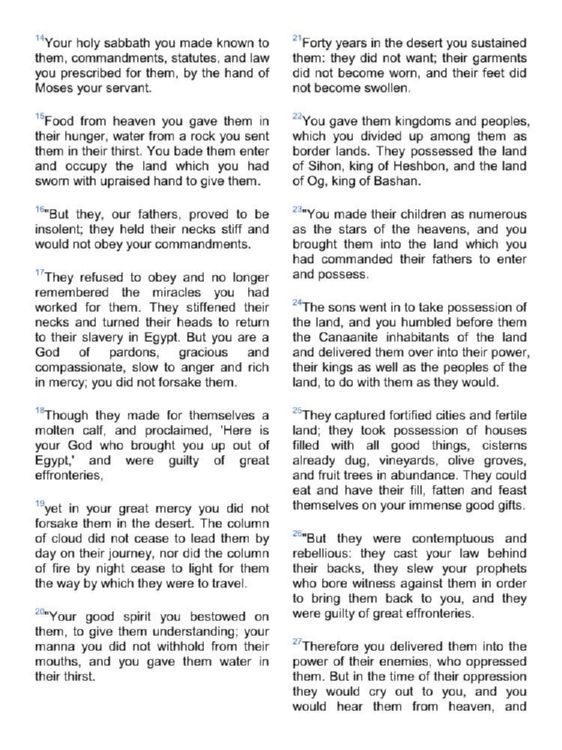 14Your holy sabbath you made known to
them, commandments, statutes, and law
you prescribed for them, by the hand of
Moses your servant.
15Food from heaven you gave them in
their hunger, water from a rock you sent
them in their thirst. You bade them enter
and occupy the land which you had
sworn with upraised hand to give them.
16"But they, our fathers, proved to be
insolent; they held their necks stiff and
would not obey your commandments.
17They refused to obey and no longer
remembered the miracles you had
worked for them. They stiffened their
necks and turned their heads to return
to their slavery in Egypt. But you are a
God of pardons, gracious and
compassionate, slow to anger and rich
in mercy; you did not forsake them.
18Though they made for themselves a
molten calf, and proclaimed, 'Here is
your God who brought you up out of
Egypt,' and were guilty of great
effronteries,
19yet in your great mercy you did not
forsake them in the desert. The column
of cloud did not cease to lead them by
day on their journey, nor did the column
of fire by night cease to light for them
the way by which they were to travel.
20"Your good spirit you bestowed on
them, to give them understanding; your
manna you did not withhold from their
mouths, and you gave them water in
their thirst.
21Forty years in the desert you sustained
them: they did not want; their garments
did not become worn, and their feet did
not become swollen.
22You gave them kingdoms and peoples,
which you divided up among them as
border lands. They possessed the land
of Sihon, king of Heshbon, and the land
of Og, king of Bashan.
23"You made their children as numerous
as the stars of the heavens, and you
brought them into the land which you
had commanded their fathers to enter
and possess.
24The sons went in to take possession of
the land, and you humbled before them
the Canaanite inhabitants of the land
and delivered them over into their power,
their kings as well as the peoples of the
land, to do with them as they would.
25They captured fortified cities and fertile
land; they took possession of houses
filled with all good things, cisterns
already dug, vineyards, olive groves,
and fruit trees in abundance. They could
eat and have their fill, fatten and feast
themselves on your immense good gifts.
26"But they were contemptuous and
rebellious: they cast your law behind
their backs, they slew your prophets
who bore witness against them in order
to bring them back to you, and they
were guilty of great effronteries.
27Therefore you delivered them into the
power of their enemies, who oppressed
them. But in the time of their oppression
they would cry out to you, and you
would hear them from heaven, and